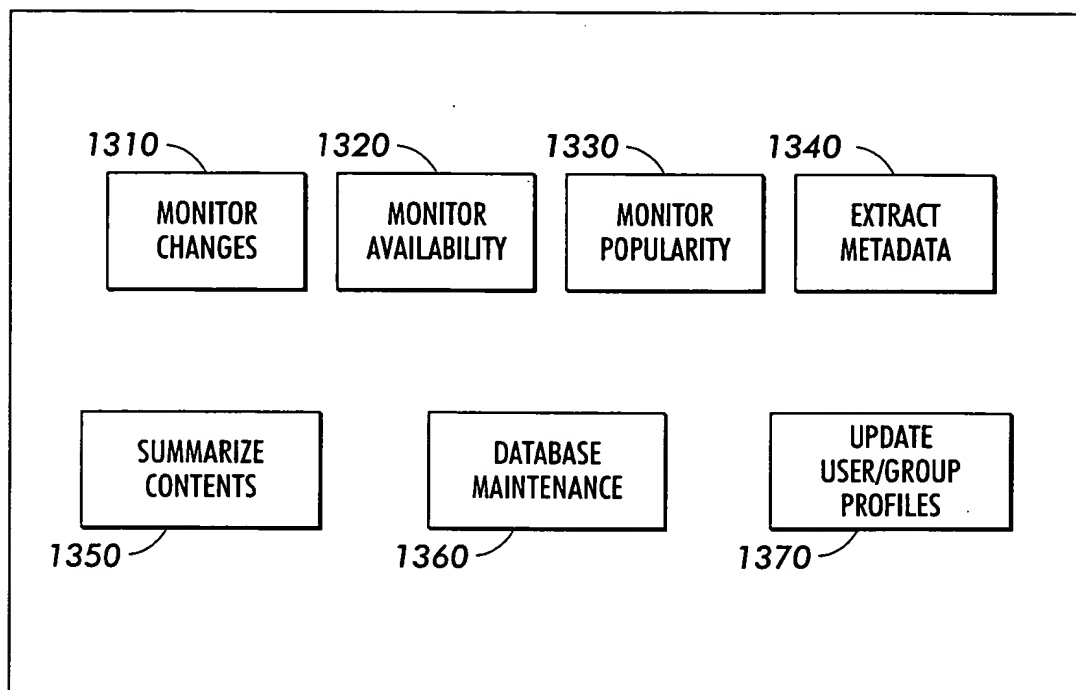 1310
1320
1330
1340
MONITOR
CHANGES
MONITOR
AVAILABILITY
MONITOR
POPULARITY
EXTRACT
METADATA
SUMMARIZE
CONTENTS
DATABASE
MAINTENANCE
UPDATE
USER/GROUP
PROFILES
1350
1360
1370